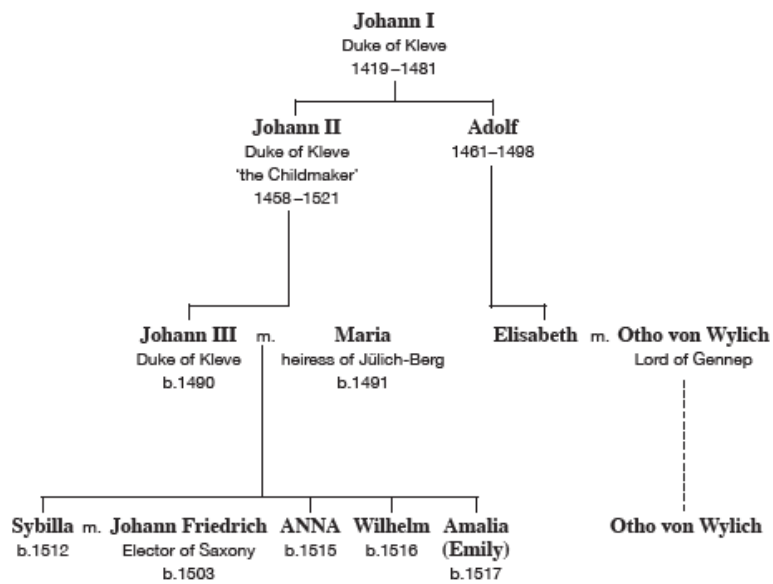 Johann I
Duke of Kleve
1419–1481
Johann II
Duke of Kleve
'the Childmaker'
1458–1521
Adolf
1461–1498
Johann III m. Maria
Duke of Kleve
b.1490
heiress of Jülich-Berg
b.1491
Elisabeth m. Otho von Wylich
Lord of Gennep
Sybilla m. Johann Friedrich
b.1512
Elector of Saxony
b.1503
ANNA
b.1515
Wilhelm
b.1516
Amalia
(Emily)
b.1517
Otho von Wylich